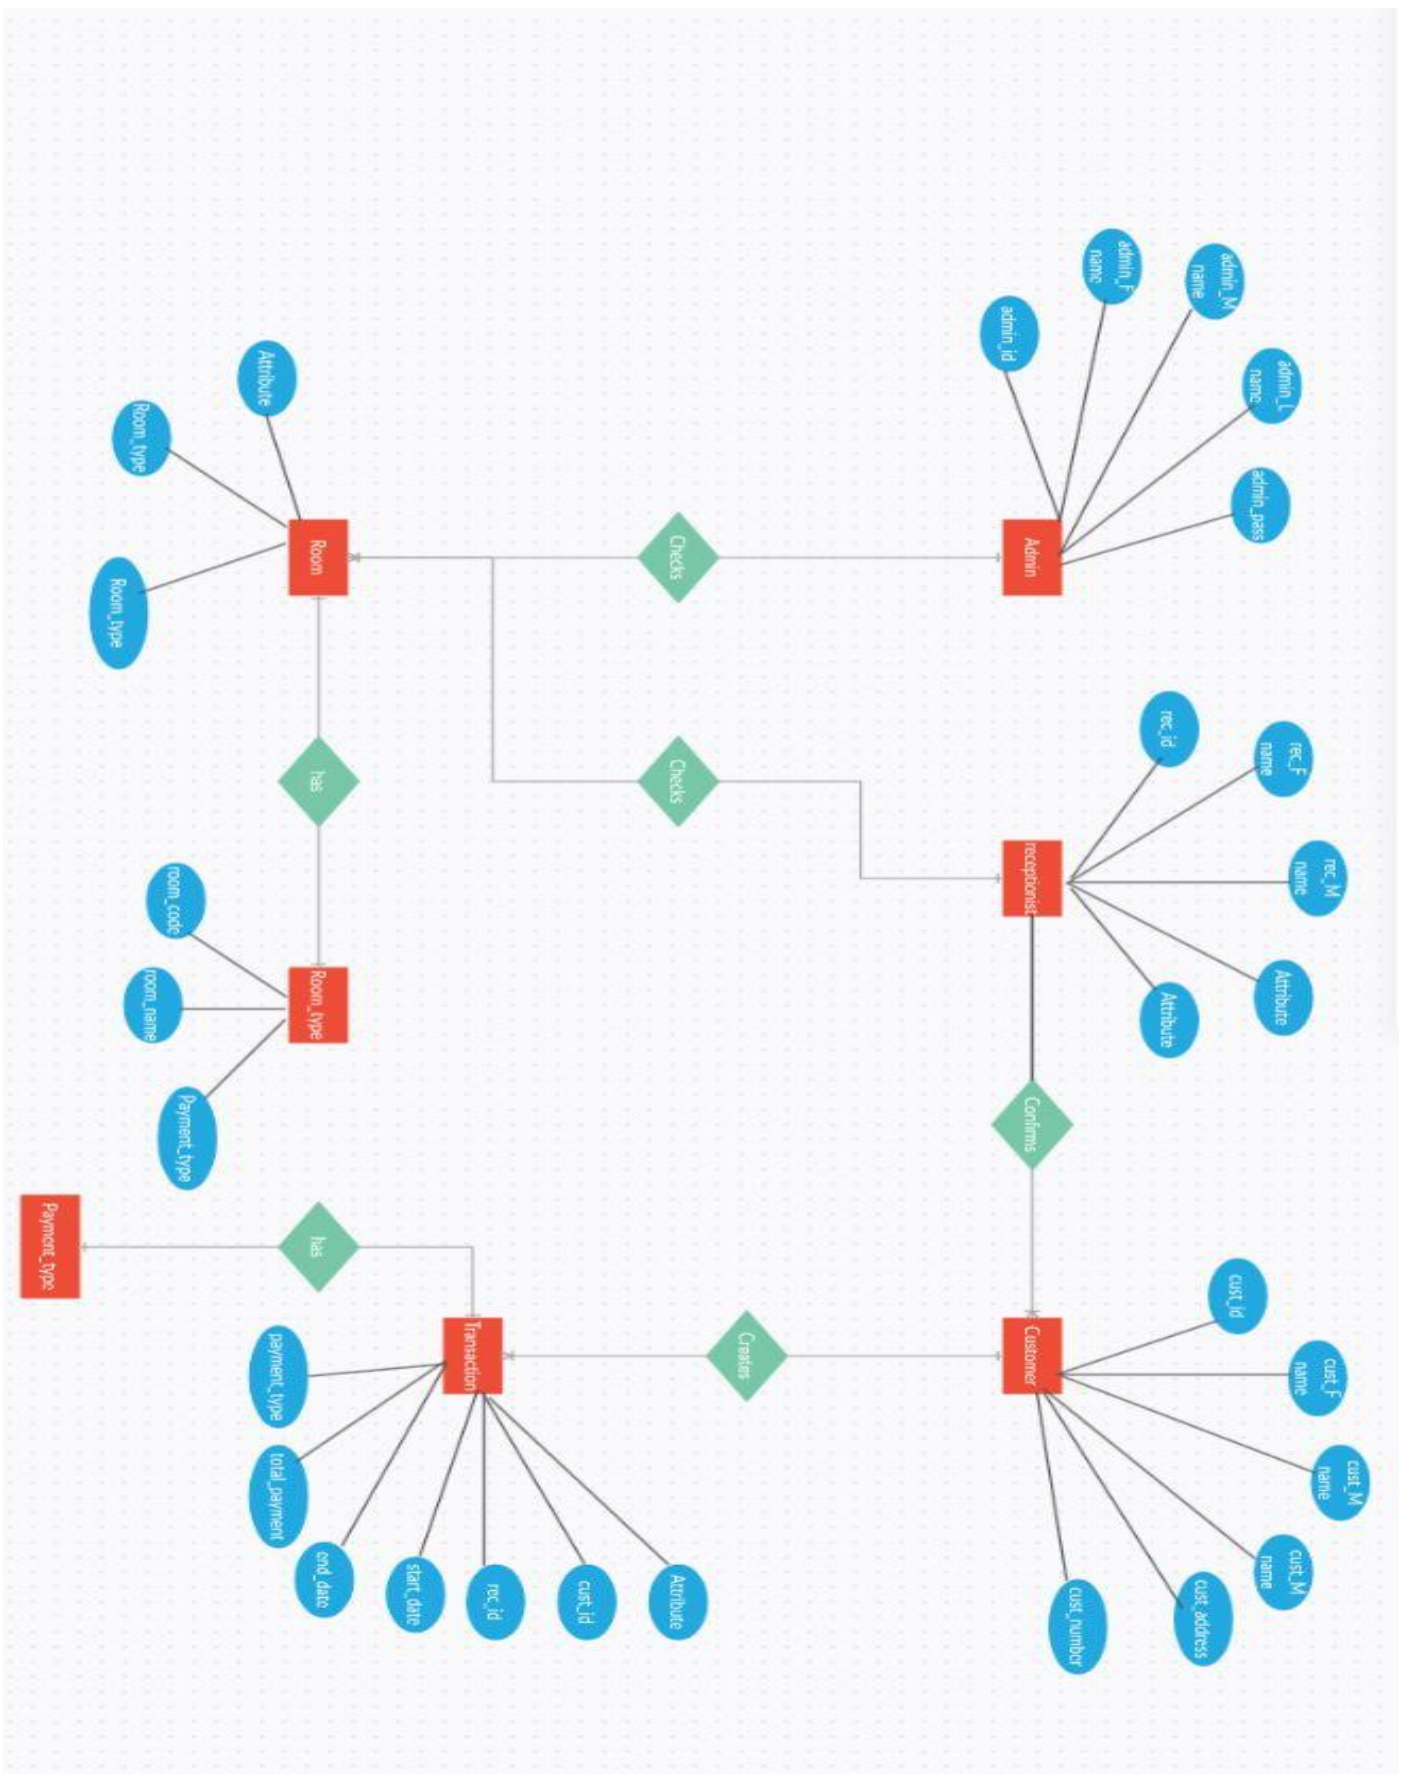 admin_id
admin_F
name
admin_M
name
admin_L
name
admin_pass
rec_id
rec_F
name
rec_M
name
Attribute
Attribute
cust_id
cust_F
name
cust_M
name
cust_M
name
cust_address
cust_number
Admin
receptionist
Confirms
Customer
Checks
Checks
Creates
Attribute
cust_id
rec_id
start_date
end_date
total_payment
payment_type
Transaction
Attribute
Room_type
Room_type
Room
has
Room_type
has
room_code
room_name
Payment_type
Payment_type